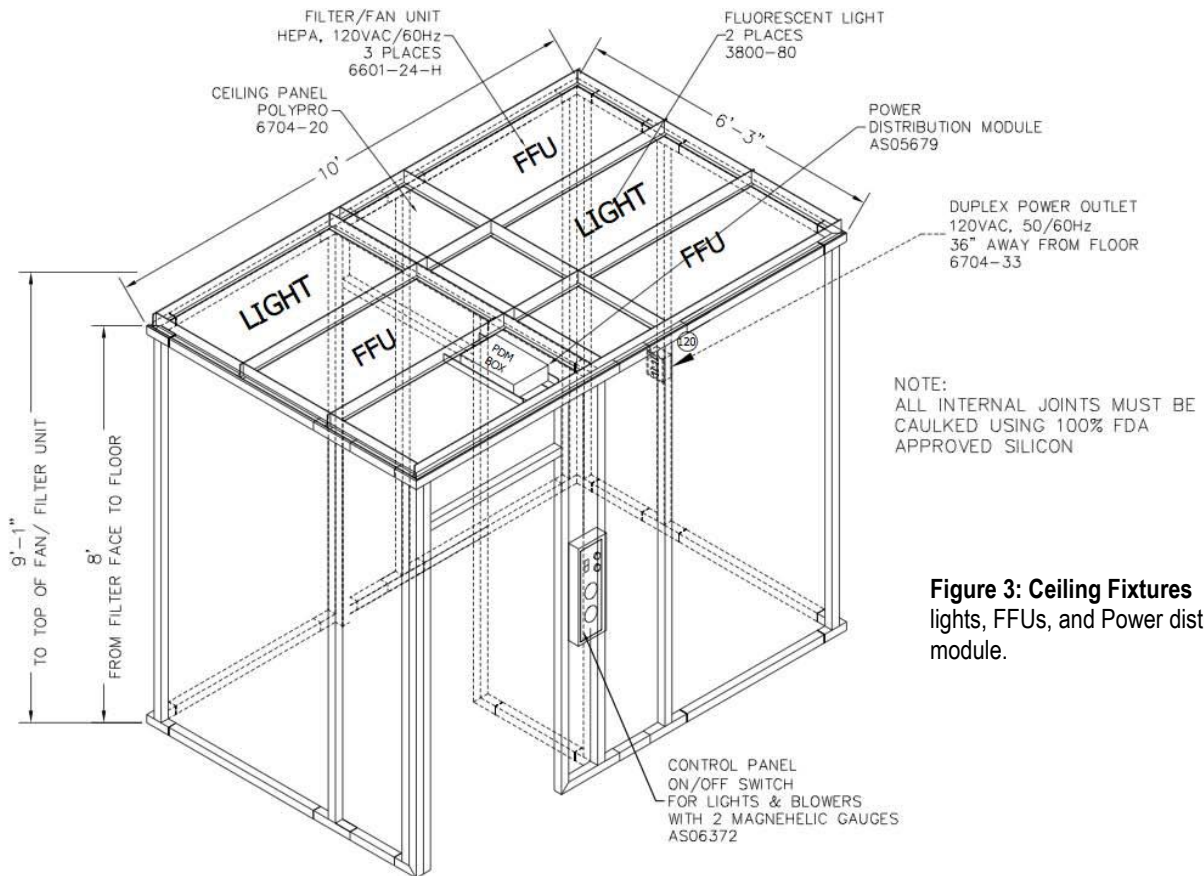 FILTER/FAN UNIT
HEPA, 120VAC/60Hz
3 PLACES
6601-24-H
FLUORESCENT LIGHT
2 PLACES
3800-80
CEILING PANEL
POLYPRO
6704-20
POWER
DISTRIBUTION MODULE
AS05679
10'
6'-3"
DUPLEX POWER OUTLET
120VAC, 50/60Hz
36" AWAY FROM FLOOR
6704-33
FFU
LIGHT
FFU
LIGHT
FFU
PDM
BOX
120
NOTE:
ALL INTERNAL JOINTS MUST BE
CAULKED USING 100% FDA
APPROVED SILICON
9'-1"
TO TOP OF FAN/ FILTER UNIT
8'
FROM FILTER FACE TO FLOOR
Figure 3: Ceiling Fixtures
lights, FFUs, and Power dist
module.
CONTROL PANEL
ON/OFF SWITCH
FOR LIGHTS & BLOWERS
WITH 2 MAGNEHELIC GAUGES
AS06372